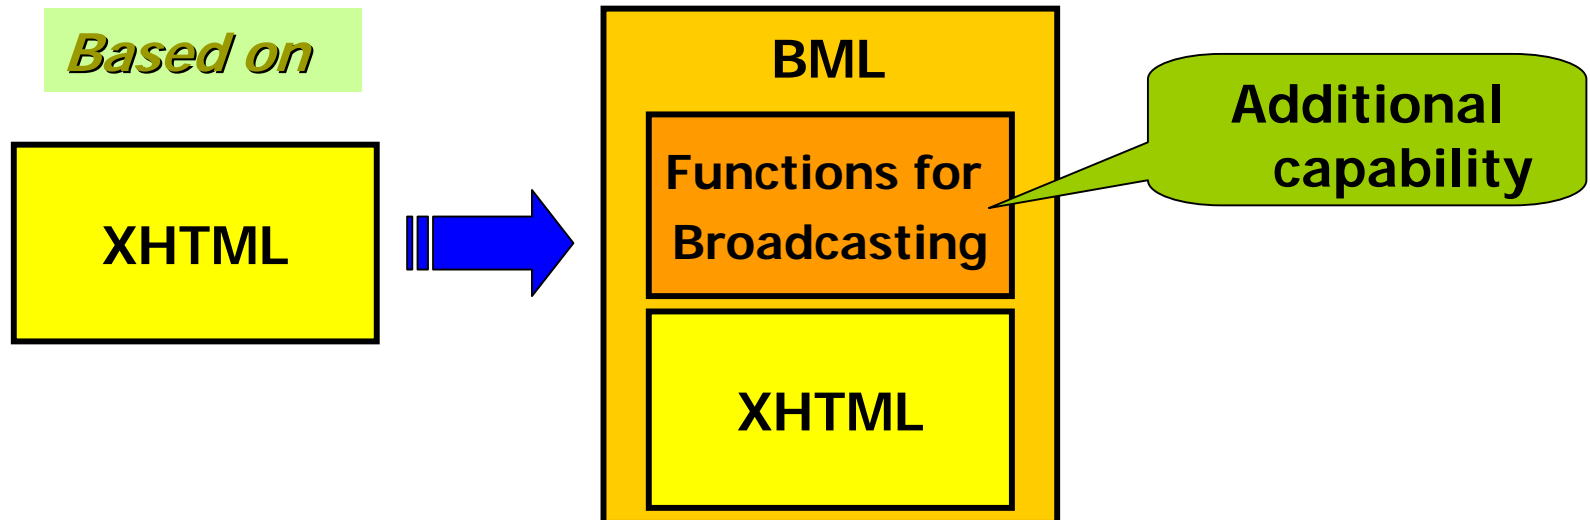 Based on
XHTML
BML
Functions for
Broadcasting
XHTML
Additional
capability